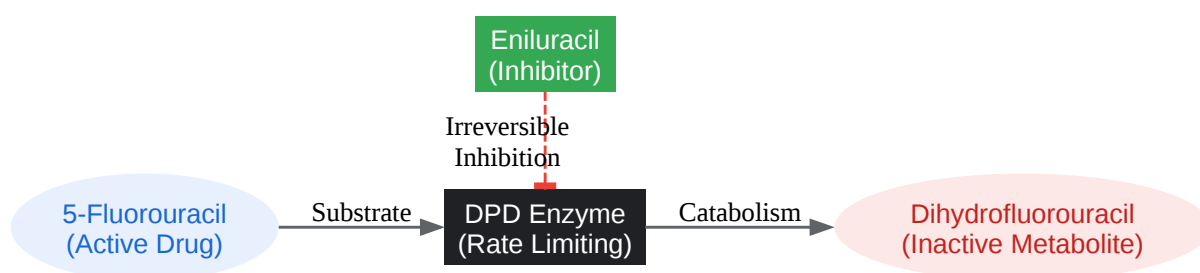 Eniluracil
(Inhibitor)
Irreversible
Inhibition
5-Fluorouracil
(Active Drug)
Substrate
DPD Enzyme
(Rate Limiting)
Catabolism
Dihydrofluorouracil
(Inactive Metabolite)